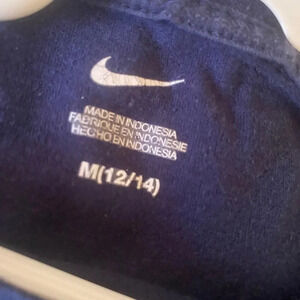 MADE IN INDONESIA
FABRIQUE EN INDONESIE
HECHO EN INDONESIA
M(12/14)